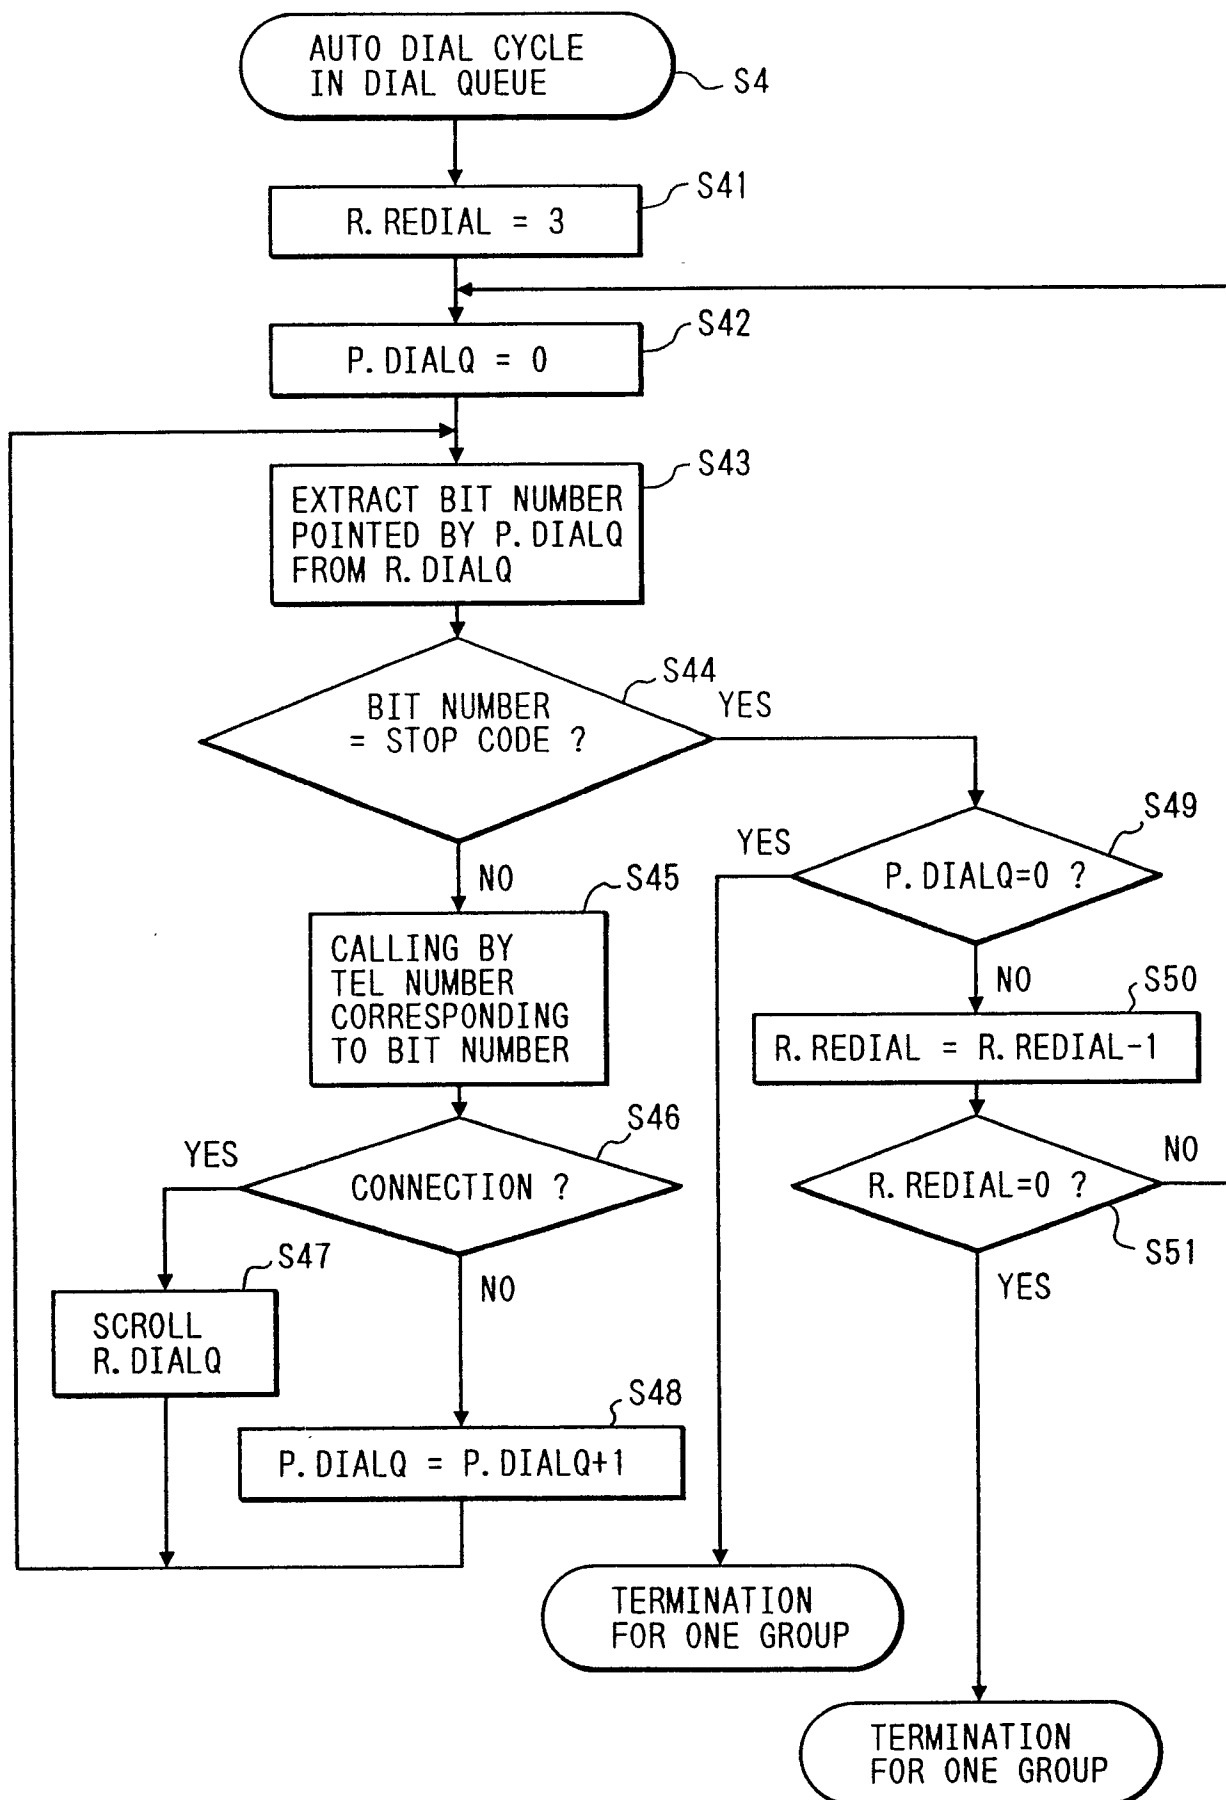 AUTO DIAL CYCLE
IN DIAL QUEUE
S4
S41
R.REDIAL = 3
S42
P.DIALQ = 0
S43
EXTRACT BIT NUMBER
POINTED BY P.DIALQ
FROM R.DIALQ
S44
BIT NUMBER
= STOP CODE ?
YES
NO
S49
YES
P.DIALQ=0 ?
NO
S45
CALLING BY
TEL NUMBER
CORRESPONDING
TO BIT NUMBER
S50
R.REDIAL = R.REDIAL-1
S46
YES
CONNECTION ?
NO
R.REDIAL=0 ?
NO
S51
YES
S47
SCROLL
R.DIALQ
S48
P.DIALQ = P.DIALQ+1
TERMINATION
FOR ONE GROUP
TERMINATION
FOR ONE GROUP